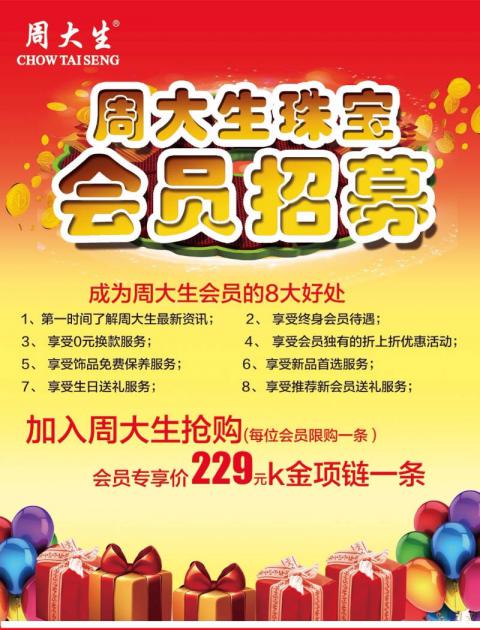 周大生®
CHOW TAI SENG
周大生珠宝
会员招募
成为周大生会员的8大好处
1、第一时间了解周大生最新资讯； 2、享受终身会员待遇；
3、享受0元换款服务； 4、享受会员独有的折上折优惠活动；
5、享受饰品免费保养服务； 6、享受新品首选服务；
7、享受生日送礼服务； 8、享受推荐新会员送礼服务；
加入周大生抢购(每位会员限购一条）
会员专享价229元k金项链一条